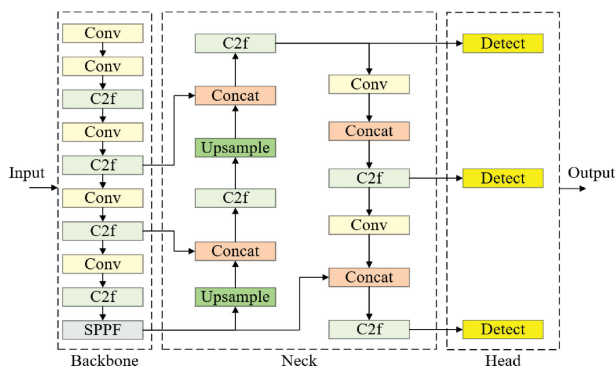 Input
Conv
Conv
C2f
Conv
C2f
Conv
C2f
Conv
C2f
SPPF
Backbone
C2f
Concat
Upsample
C2f
Concat
Upsample
Conv
Concat
C2f
Conv
Concat
C2f
Neck
Detect
Detect
Detect
Head
Output